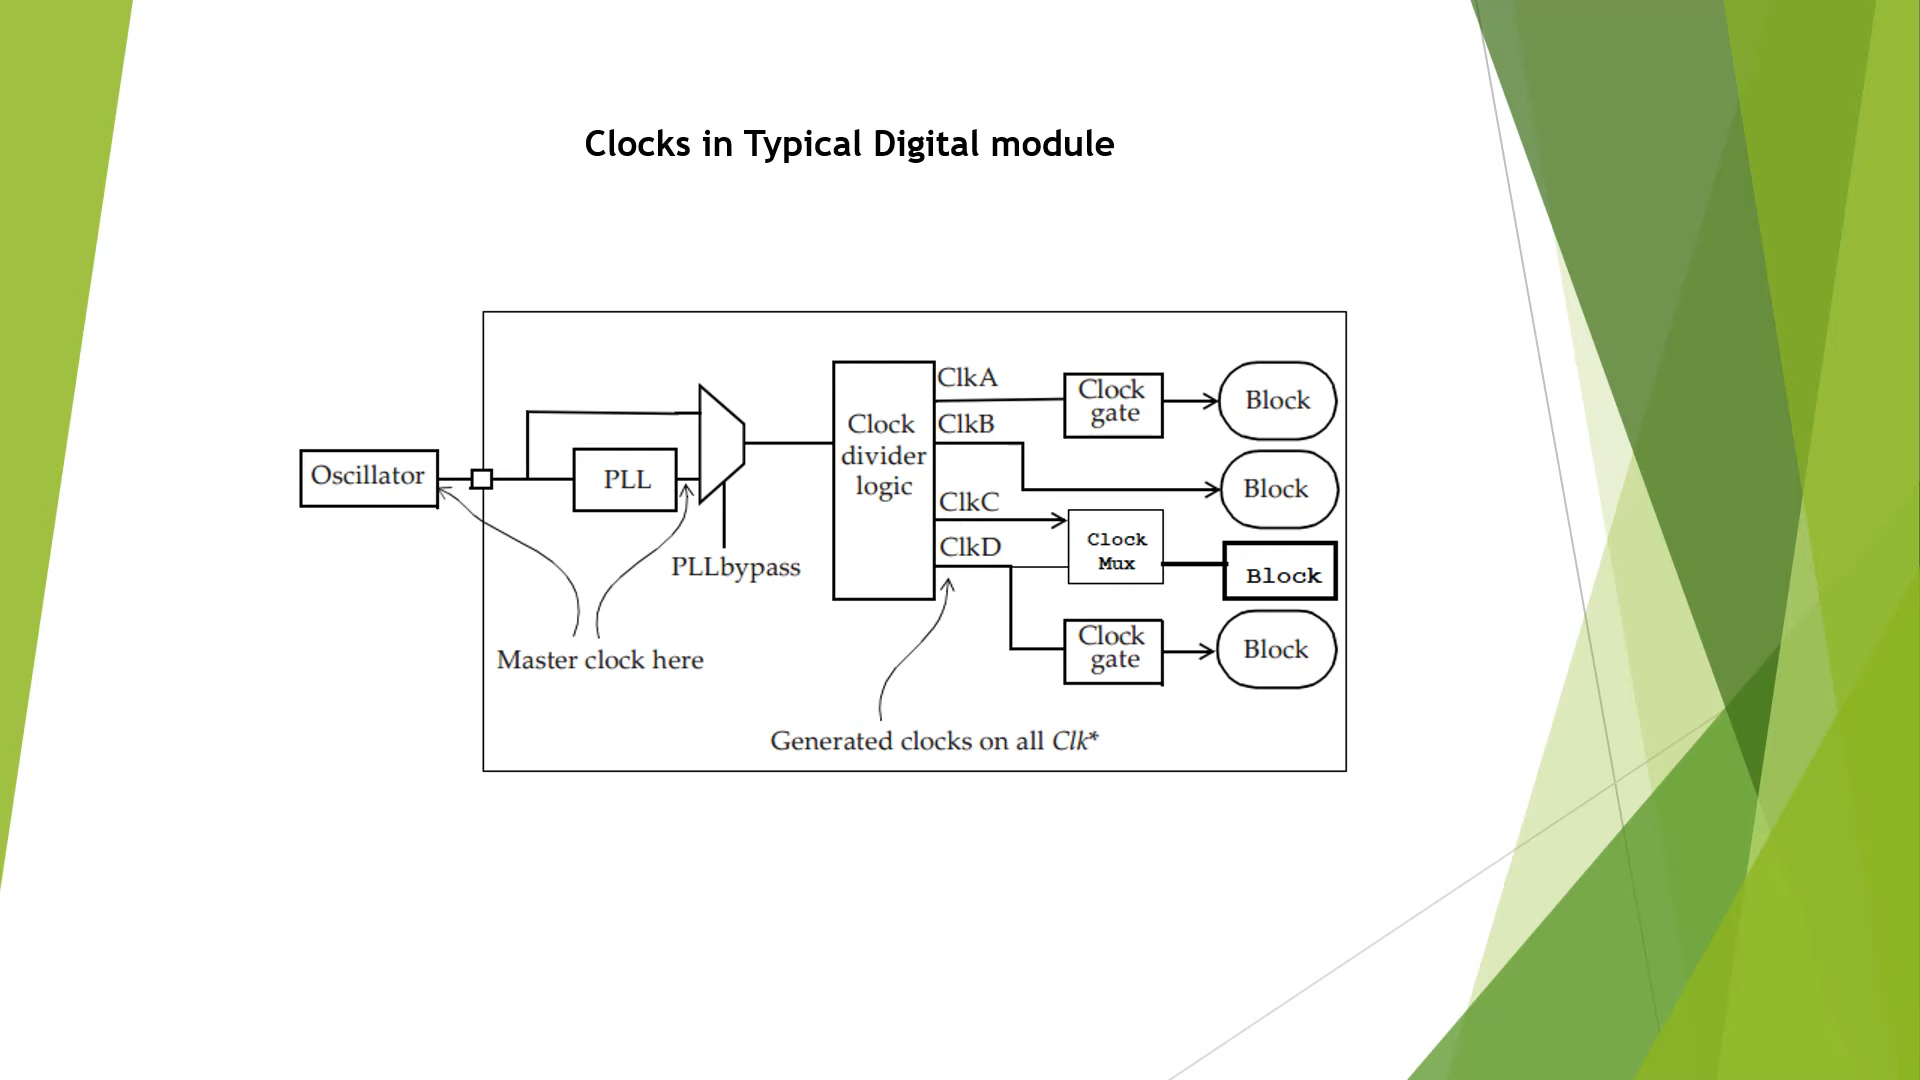 Clocks in Typical Digital module
Oscillator
PLL
PLLbypass
Master clock here
Clock
divider
logic
ClkA
ClkB
ClkC
ClkD
Clock
gate
Block
Block
Clock
Mux
Block
Clock
gate
Block
Generated clocks on all Clk*